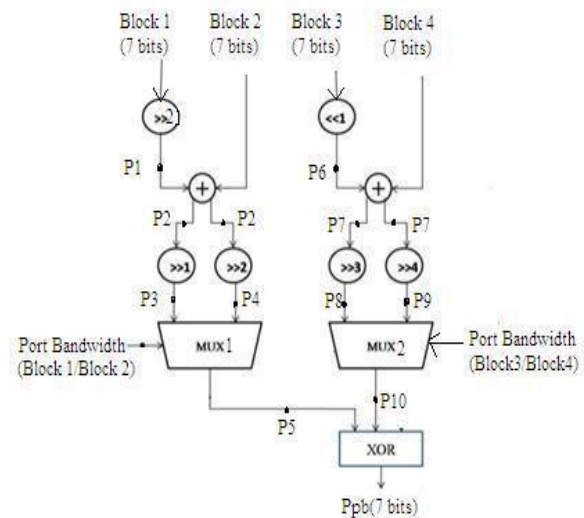 Block 1 Block 2 Block 3 Block 4
(7 bits) (7 bits) (7 bits) (7 bits)
>>2 <<1
P1 P6
+ +
P2 P2 P7 P7
>>1 >>2 >>3 >>4
P3 P4 P8 P9
Port Bandwidth
(Block 1/Block 2)
MUX1
MUX2
Port Bandwidth
(Block3/Block4)
P5
P10
XOR
Ppb(7 bits)